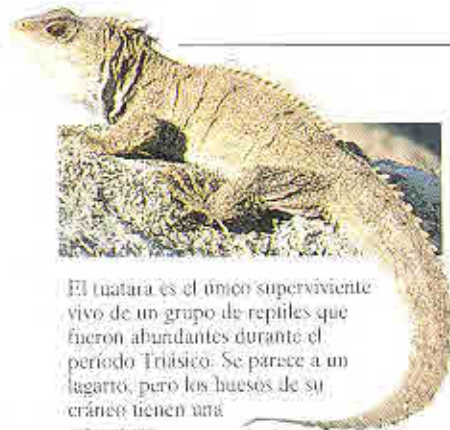 El tuatara es el único superviviente
vivo de un grupo de reptiles que
fueron abundantes durante el
período Triásico. Se parece a un
lagarto, pero los huesos de su
cráneo tienen una